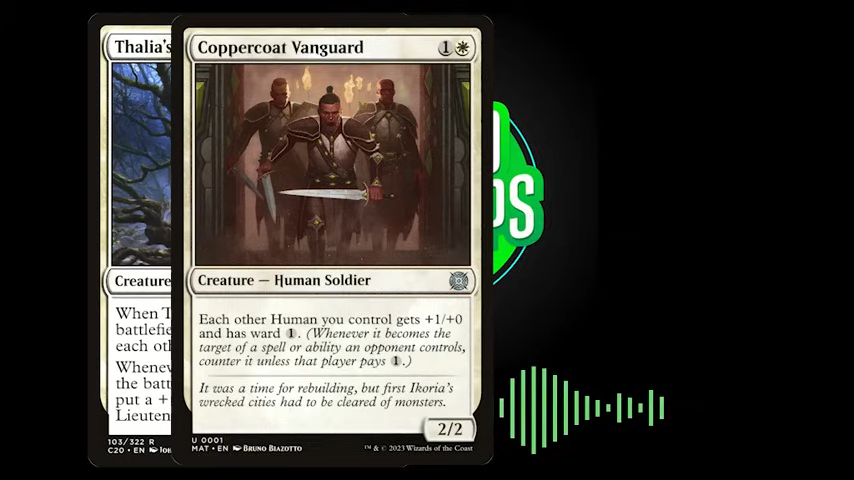 Thalia's
Creature
When T
battlefie
each oth
Whenev
the batt
put a +
Lieuten
103/322 R
C20 • EN
Coppercoat Vanguard
1
Creature — Human Soldier
Each other Human you control gets +1/+0
and has ward 1. (Whenever it becomes the
target of a spell or ability an opponent controls,
counter it unless that player pays 1.)
It was a time for rebuilding, but first Ikoria's
wrecked cities had to be cleared of monsters.
2/2
U 0001
MAT • EN Bruno Biazotto
™ & © 2023 Wizards of the Coast